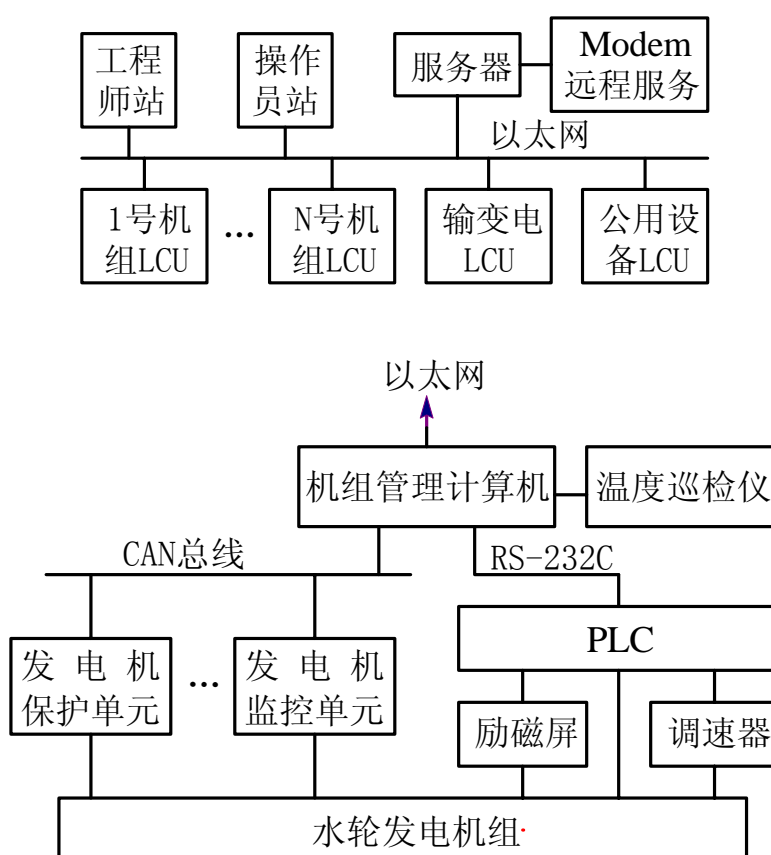 工程
师站
操作
员站
服务器
Modem
远程服务
以太网
1号机
组LCU
...
N号机
组LCU
输变电
LCU
公用设
备LCU
以太网
机组管理计算机
温度巡检仪
CAN总线
RS-232C
PLC
发电机
保护单元
...
发电机
监控单元
励磁屏
调速器
水轮发电机组